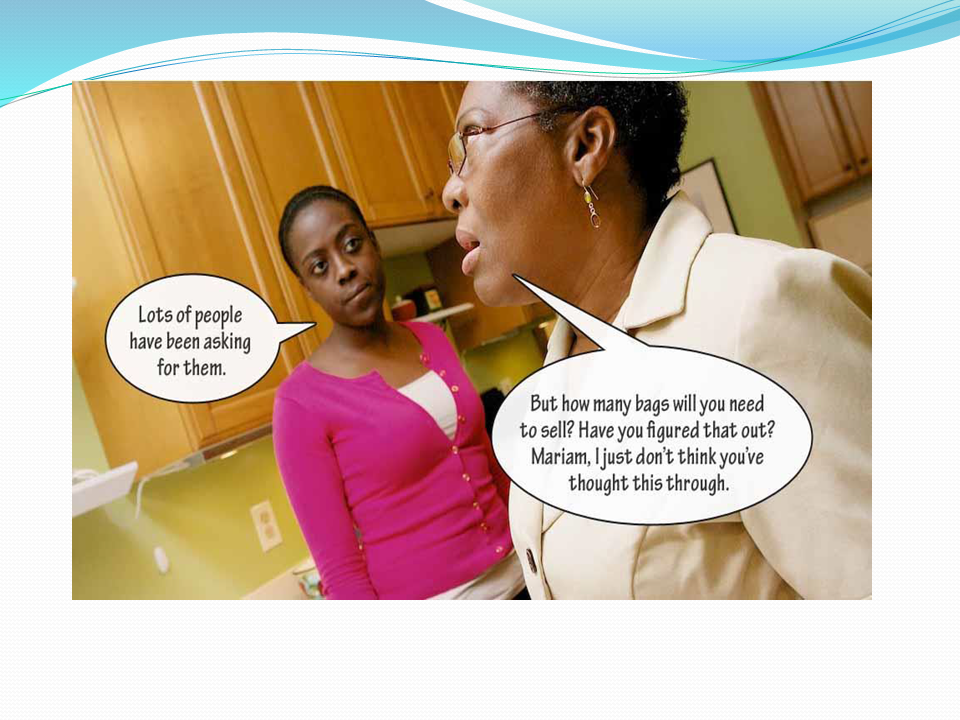 Lots of people
have been asking
for them.
But how many bags will you need
to sell? Have you figured that out?
Mariam, I just don't think you've
thought this through.